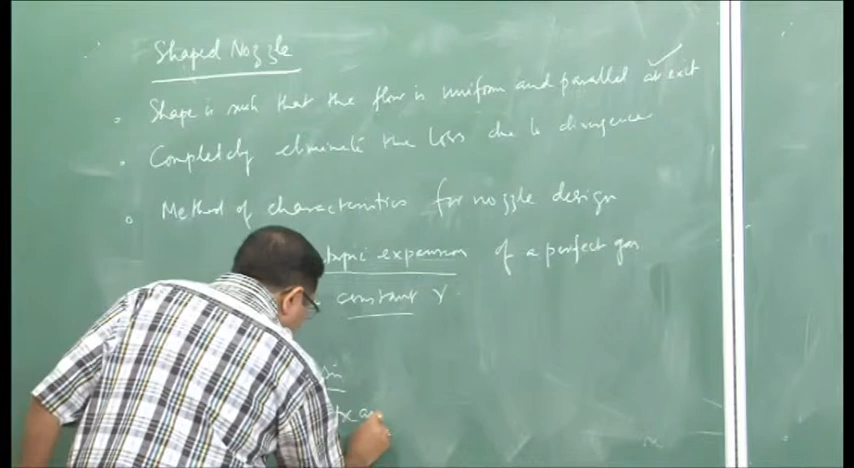 Shaped Nozzle
Shape is such that the flow is uniform and parallel at exit
Completely eliminate the loss due to divergence
Method of characteristics for nozzle design
expansion of a perfect gas
constant γ